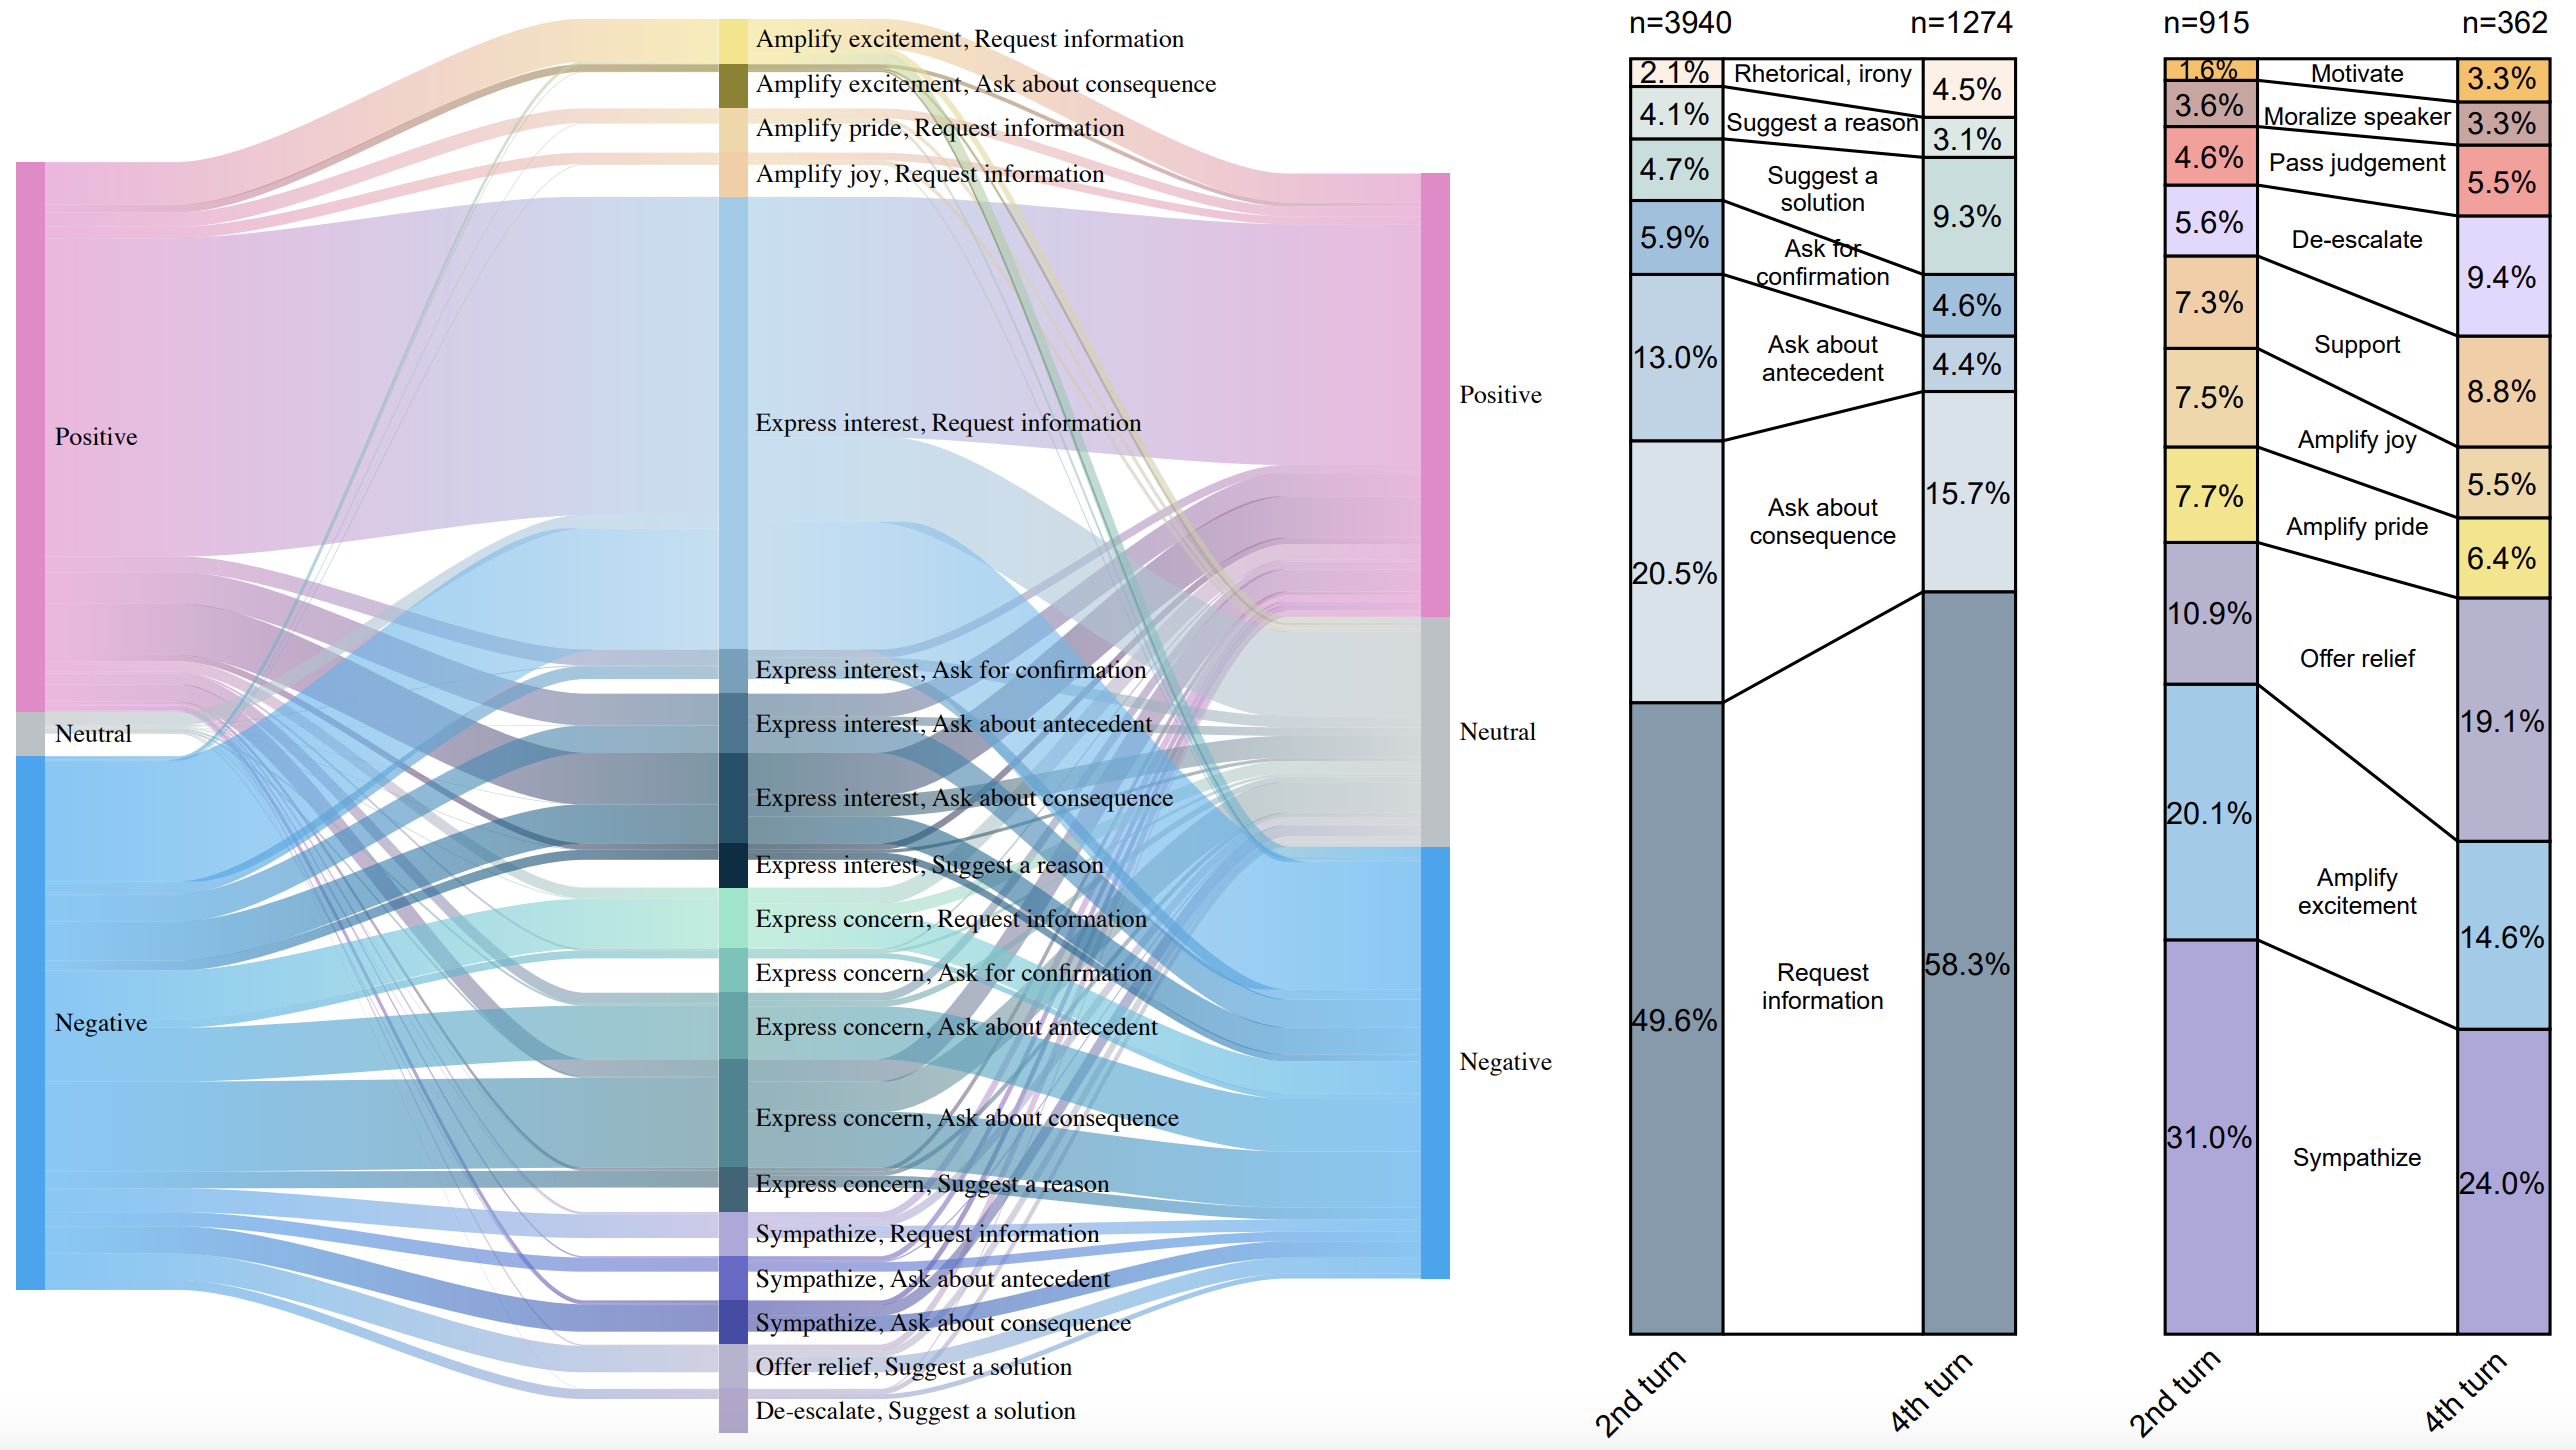 Positive
Neutral
Negative
Amplify excitement, Request information
Amplify excitement, Ask about consequence
Amplify pride, Request information
Amplify joy, Request information
Express interest, Request information
Express interest, Ask for confirmation
Express interest, Ask about antecedent
Express interest, Ask about consequence
Express interest, Suggest a reason
Express concern, Request information
Express concern, Ask for confirmation
Express concern, Ask about antecedent
Express concern, Ask about consequence
Express concern, Suggest a reason
Sympathize, Request information
Sympathize, Ask about antecedent
Sympathize, Ask about consequence
Offer relief, Suggest a solution
De-escalate, Suggest a solution
Positive
Neutral
Negative
n=3940
2.1%
4.1%
4.7%
5.9%
13.0%
20.5%
49.6%
2nd turn
Rhetorical, irony
Suggest a reason
Suggest a
solution
Ask for
confirmation
Ask about
antecedent
Ask about
consequence
Request
information
n=1274
4.5%
3.1%
9.3%
4.6%
4.4%
15.7%
58.3%
4th turn
n=915
1.6%
3.6%
4.6%
5.6%
7.3%
7.5%
7.7%
10.9%
20.1%
31.0%
2nd turn
Motivate
Moralize speaker
Pass judgement
De-escalate
Support
Amplify joy
Amplify pride
Offer relief
Amplify
excitement
Sympathize
n=362
3.3%
3.3%
5.5%
9.4%
8.8%
5.5%
6.4%
19.1%
14.6%
24.0%
4th turn